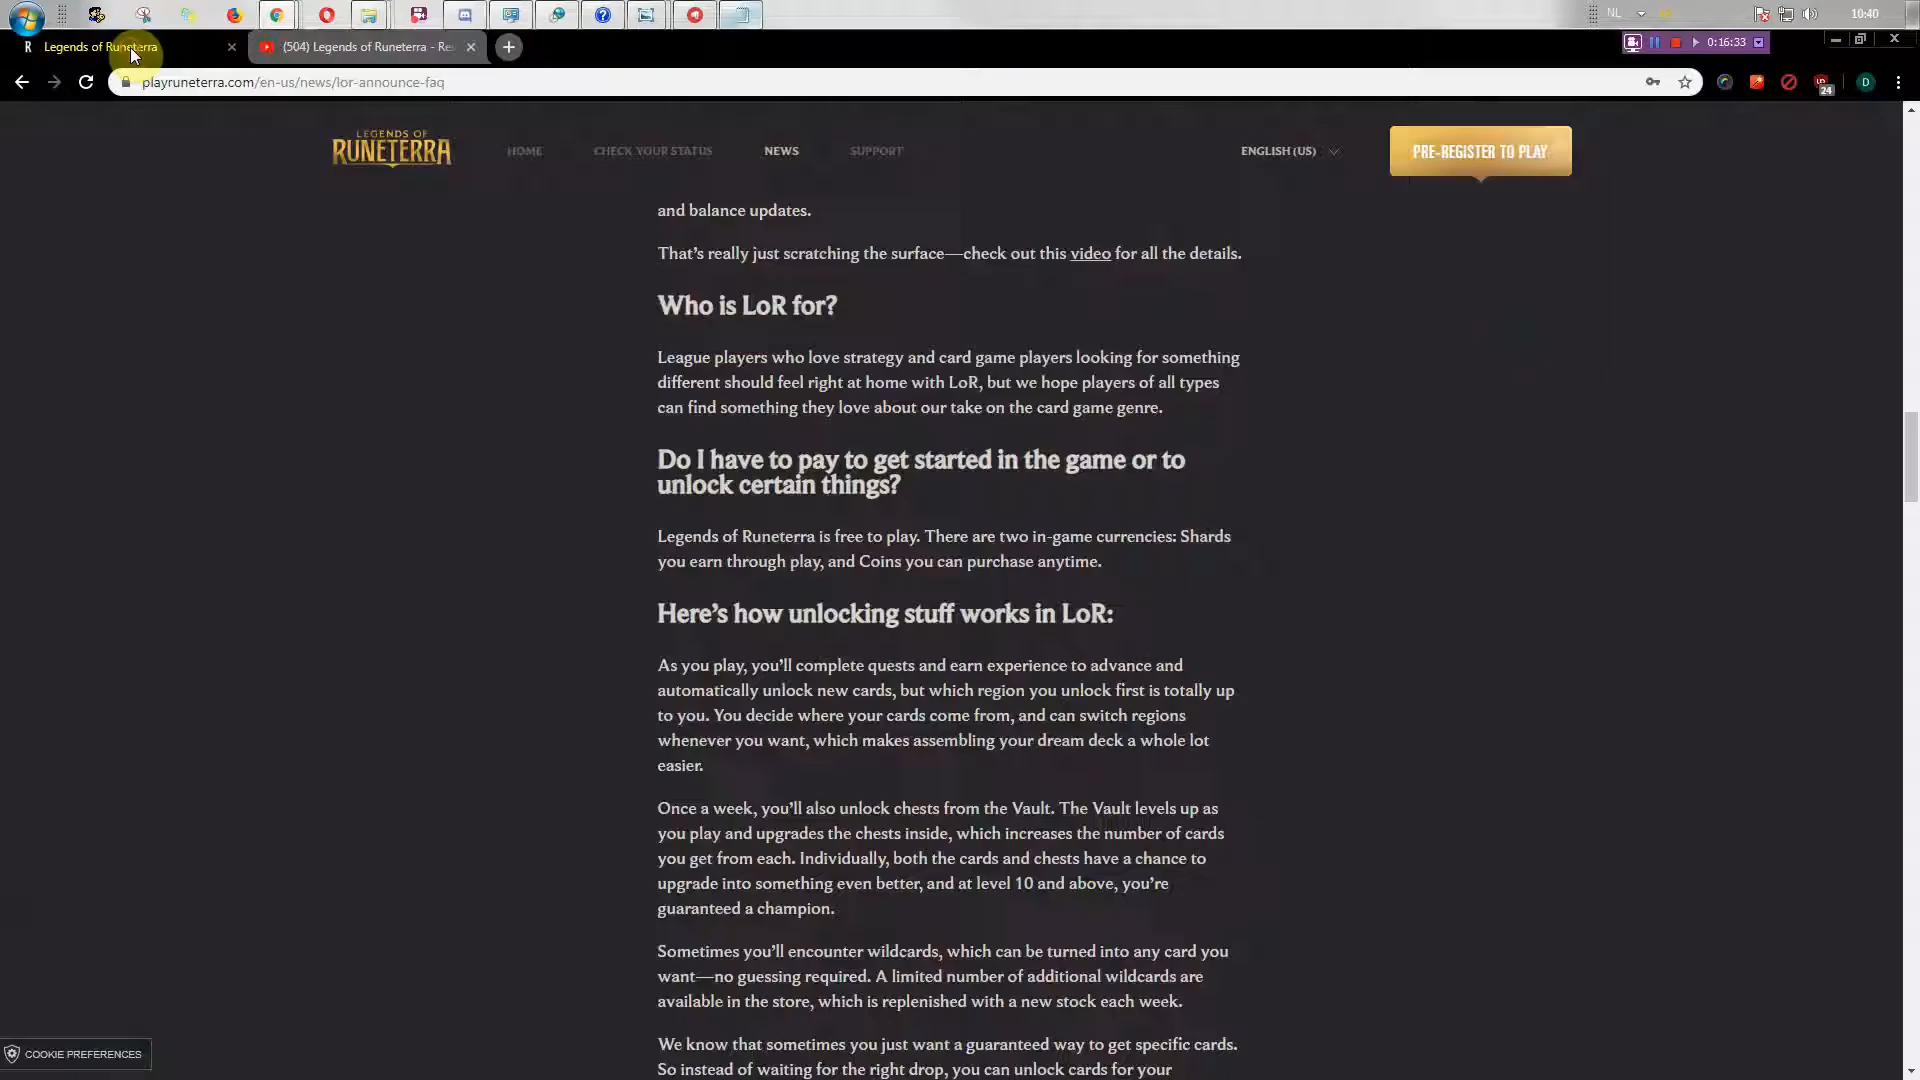 NL
10:40
Legends of Runeterra
(504) Legends of Runeterra - Re
0:16:33
playruneterra.com/en-us/news/lor-announce-faq
24
D
LEGENDS OF
RUNETERRA
HOME
CHECK YOUR STATUS
NEWS
SUPPORT
ENGLISH (US)
PRE-REGISTER TO PLAY
and balance updates.
That's really just scratching the surface—check out this video for all the details.
Who is LoR for?
League players who love strategy and card game players looking for something
different should feel right at home with LoR, but we hope players of all types
can find something they love about our take on the card game genre.
Do I have to pay to get started in the game or to
unlock certain things?
Legends of Runeterra is free to play. There are two in-game currencies: Shards
you earn through play, and Coins you can purchase anytime.
Here's how unlocking stuff works in LoR:
As you play, you'll complete quests and earn experience to advance and
automatically unlock new cards, but which region you unlock first is totally up
to you. You decide where your cards come from, and can switch regions
whenever you want, which makes assembling your dream deck a whole lot
easier.
Once a week, you'll also unlock chests from the Vault. The Vault levels up as
you play and upgrades the chests inside, which increases the number of cards
you get from each. Individually, both the cards and chests have a chance to
upgrade into something even better, and at level 10 and above, you're
guaranteed a champion.
Sometimes you'll encounter wildcards, which can be turned into any card you
want—no guessing required. A limited number of additional wildcards are
available in the store, which is replenished with a new stock each week.
We know that sometimes you just want a guaranteed way to get specific cards.
So instead of waiting for the right drop, you can unlock cards for your
COOKIE PREFERENCES